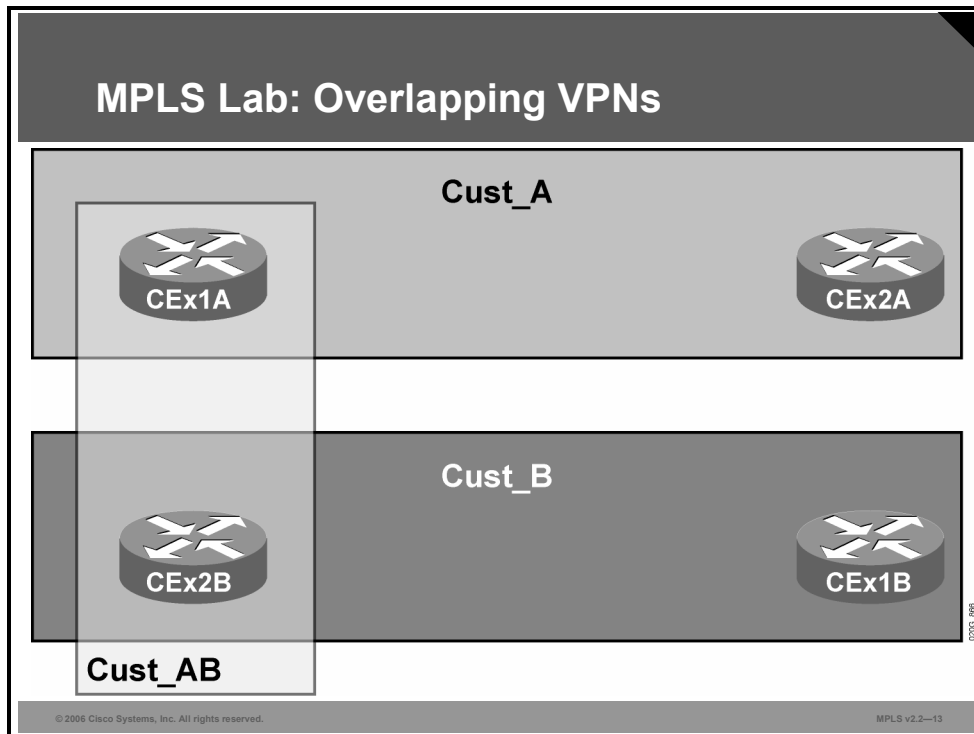 MPLS Lab: Overlapping VPNs
Cust_A
CEx1A
CEx2A
Cust_B
CEx2B
CEx1B
Cust_AB
020G_866
© 2006 Cisco Systems, Inc. All rights reserved.
MPLS v2.2—13